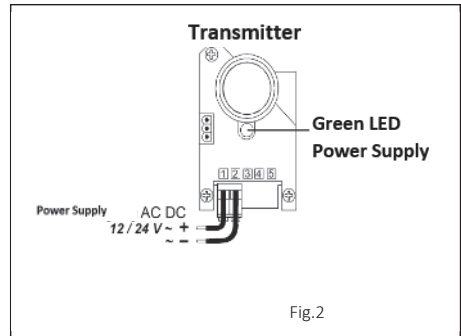 Transmitter
Green LED
Power Supply
1 2 3 4 5
Power Supply AC DC
12 / 24 V ~ +
~ –
Fig.2